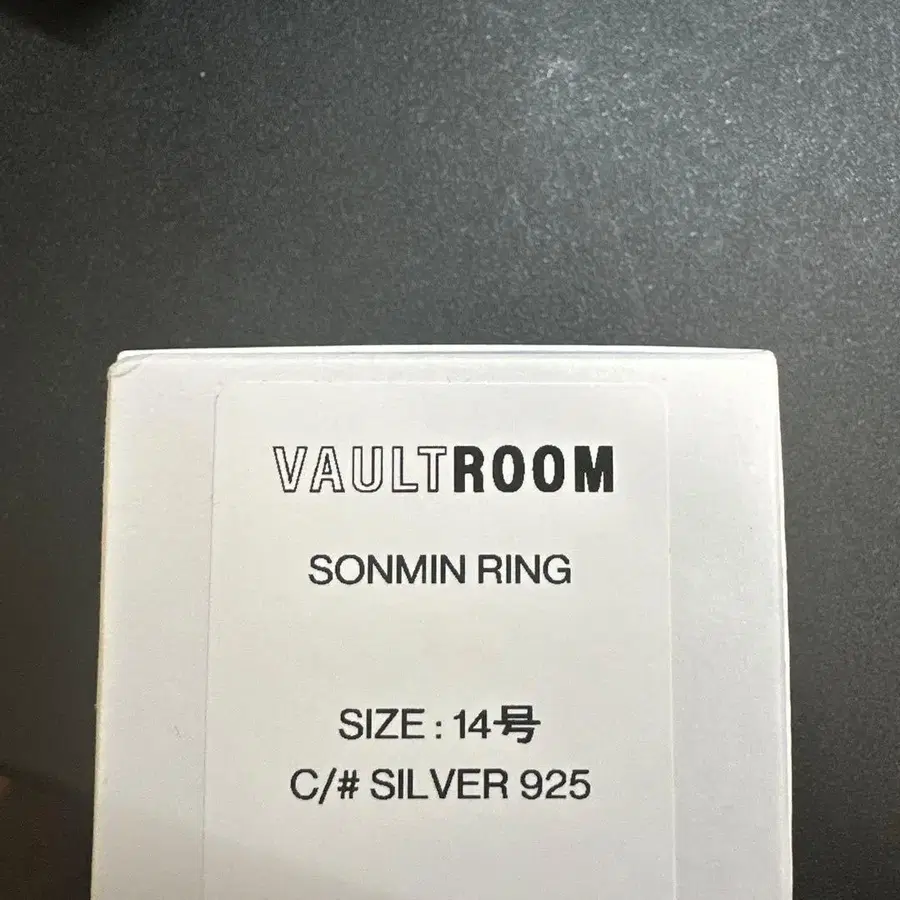 VAULTROOM
SONMIN RING
SIZE : 14号
C/# SILVER 925